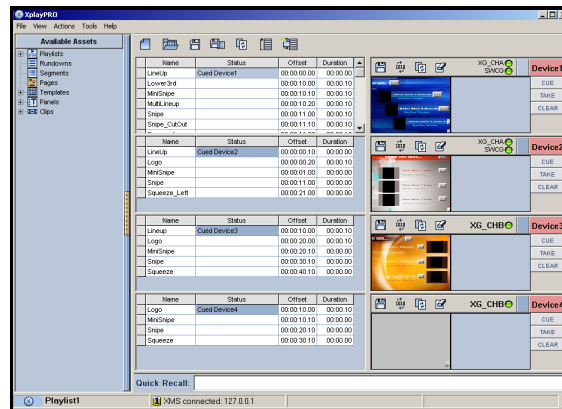 XplayPRO
File View Actions Tools Help
Available Assets
Playlists
Rundowns
Segments
Pages
Templates
Panels
Clips
Name Status Offset Duration
LineUp Cued Device1 00:00:00.00 00:00.00
Lower3rd 00:00:10.00 00:00.00
MiniSnipe 00:00:10.10 00:00.00
MultiLineup 00:00:10.20 00:00.00
Snipe 00:00:11.00 00:00.00
Snipe_CutOut 00:00:11.10 00:00.00
XG_CHA
SWCG
Device1
CUE
TAKE
CLEAR
Name Status Offset Duration
LineUp Cued Device2 00:00:00.10 00:00.00
Logo 00:00:00.20 00:00.10
MiniSnipe 00:00:01.00 00:00.00
Snipe 00:00:11.00 00:00.00
Squeeze_Left 00:00:21.00 00:00.00
XG_CHA
SWCG
Device2
CUE
TAKE
CLEAR
Name Status Offset Duration
Lineup Cued Device3 00:00:10.00 00:00.10
Logo 00:00:20.00 00:00.10
MiniSnipe 00:00:20.10 00:00.00
Snipe 00:00:30.10 00:00.00
Squeeze 00:00:40.10 00:00.00
XG_CHB
Device3
CUE
TAKE
CLEAR
Name Status Offset Duration
Logo Cued Device4 00:00:10.00 00:00.10
MiniSnipe 00:00:10.10 00:00.00
Snipe 00:00:20.10 00:00.00
Squeeze 00:00:30.10 00:00.00
XG_CHB
Device4
CUE
TAKE
CLEAR
Quick Recall:
Playlist1
XMS connected: 127.0.0.1